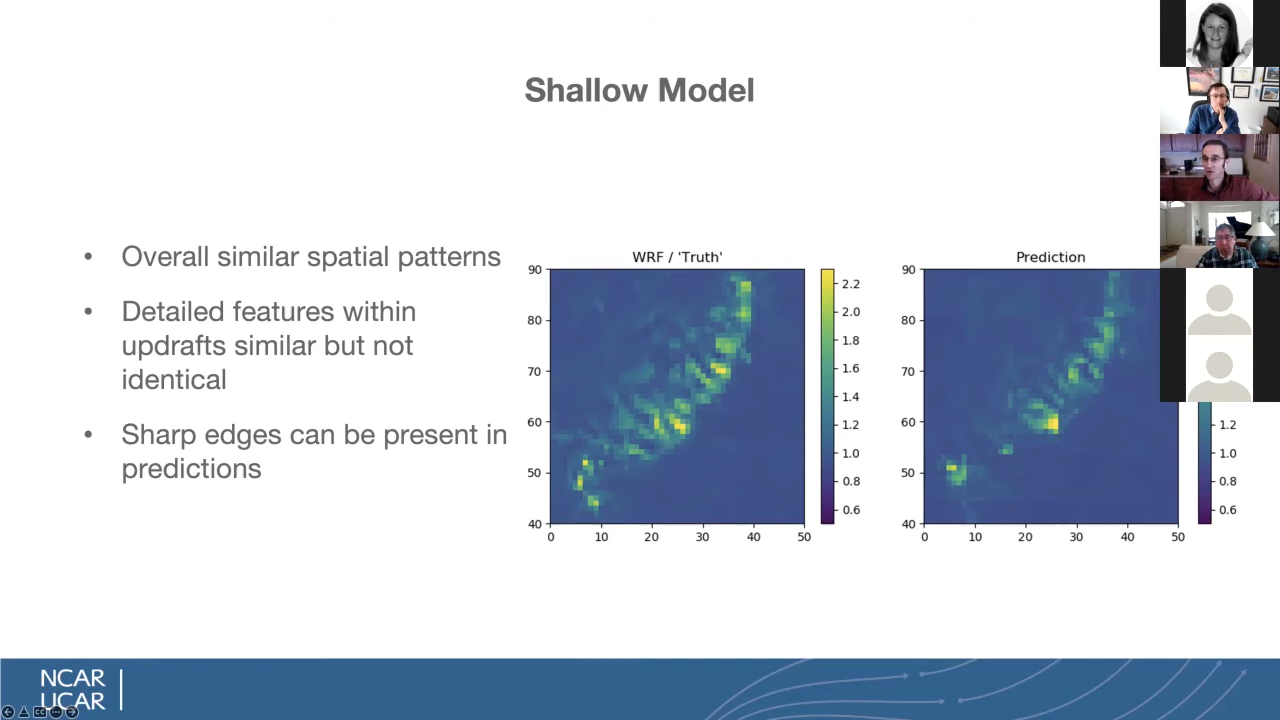 Shallow Model
• Overall similar spatial patterns
• Detailed features within
updrafts similar but not
identical
• Sharp edges can be present in
predictions
WRF / 'Truth'
90
80
70
60
50
40
0 10 20 30 40 50
2.2
2.0
1.8
1.6
1.4
1.2
1.0
0.8
0.6
Prediction
90
80
70
60
50
40
0 10 20 30 40 50
1.2
1.0
0.8
0.6
NCAR
UCAR
CC